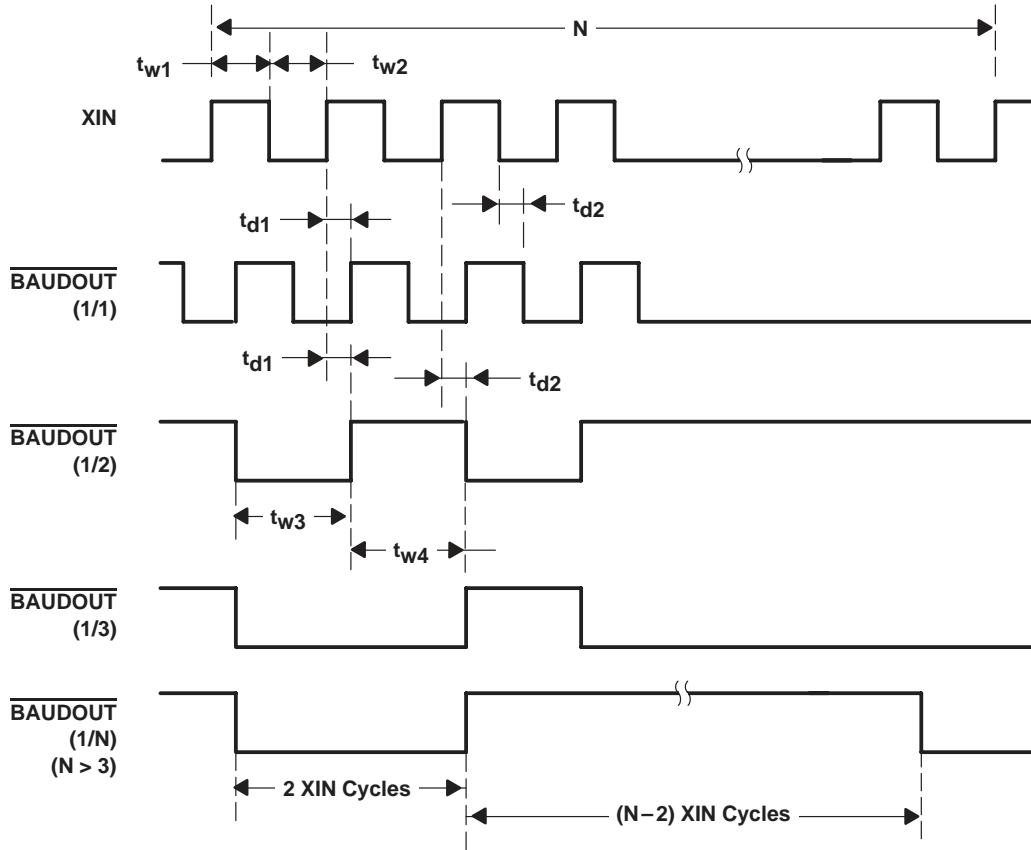 N
tw1
tw2
XIN
td1
td2
BAUDOUT
(1/1)
td1
td2
BAUDOUT
(1/2)
tw3
tw4
BAUDOUT
(1/3)
BAUDOUT
(1/N)
(N > 3)
2 XIN Cycles
(N−2) XIN Cycles